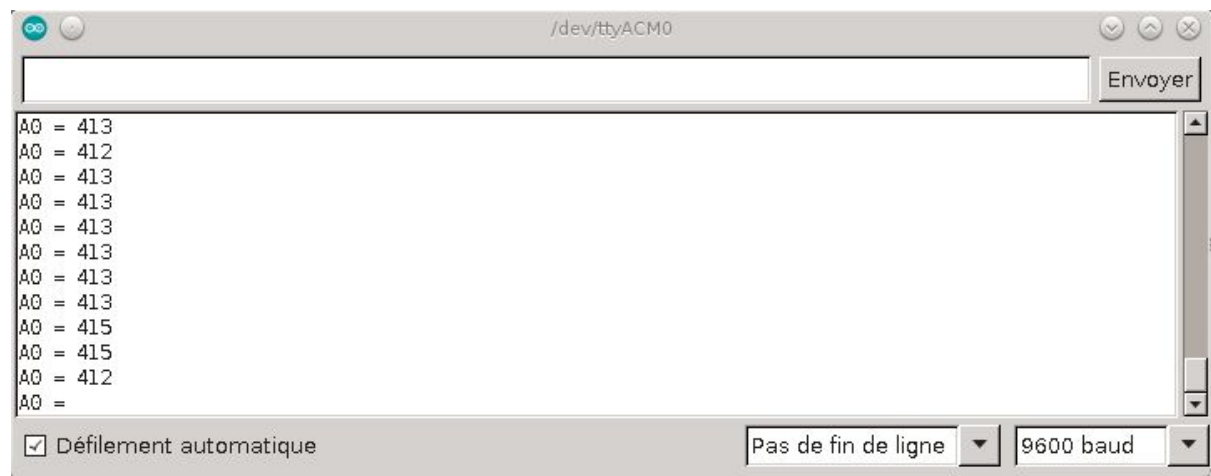 /dev/ttyACM0
Envoyer
A0 = 413
A0 = 412
A0 = 413
A0 = 413
A0 = 413
A0 = 413
A0 = 413
A0 = 413
A0 = 415
A0 = 415
A0 = 412
A0 =
Défilement automatique
Pas de fin de ligne
9600 baud